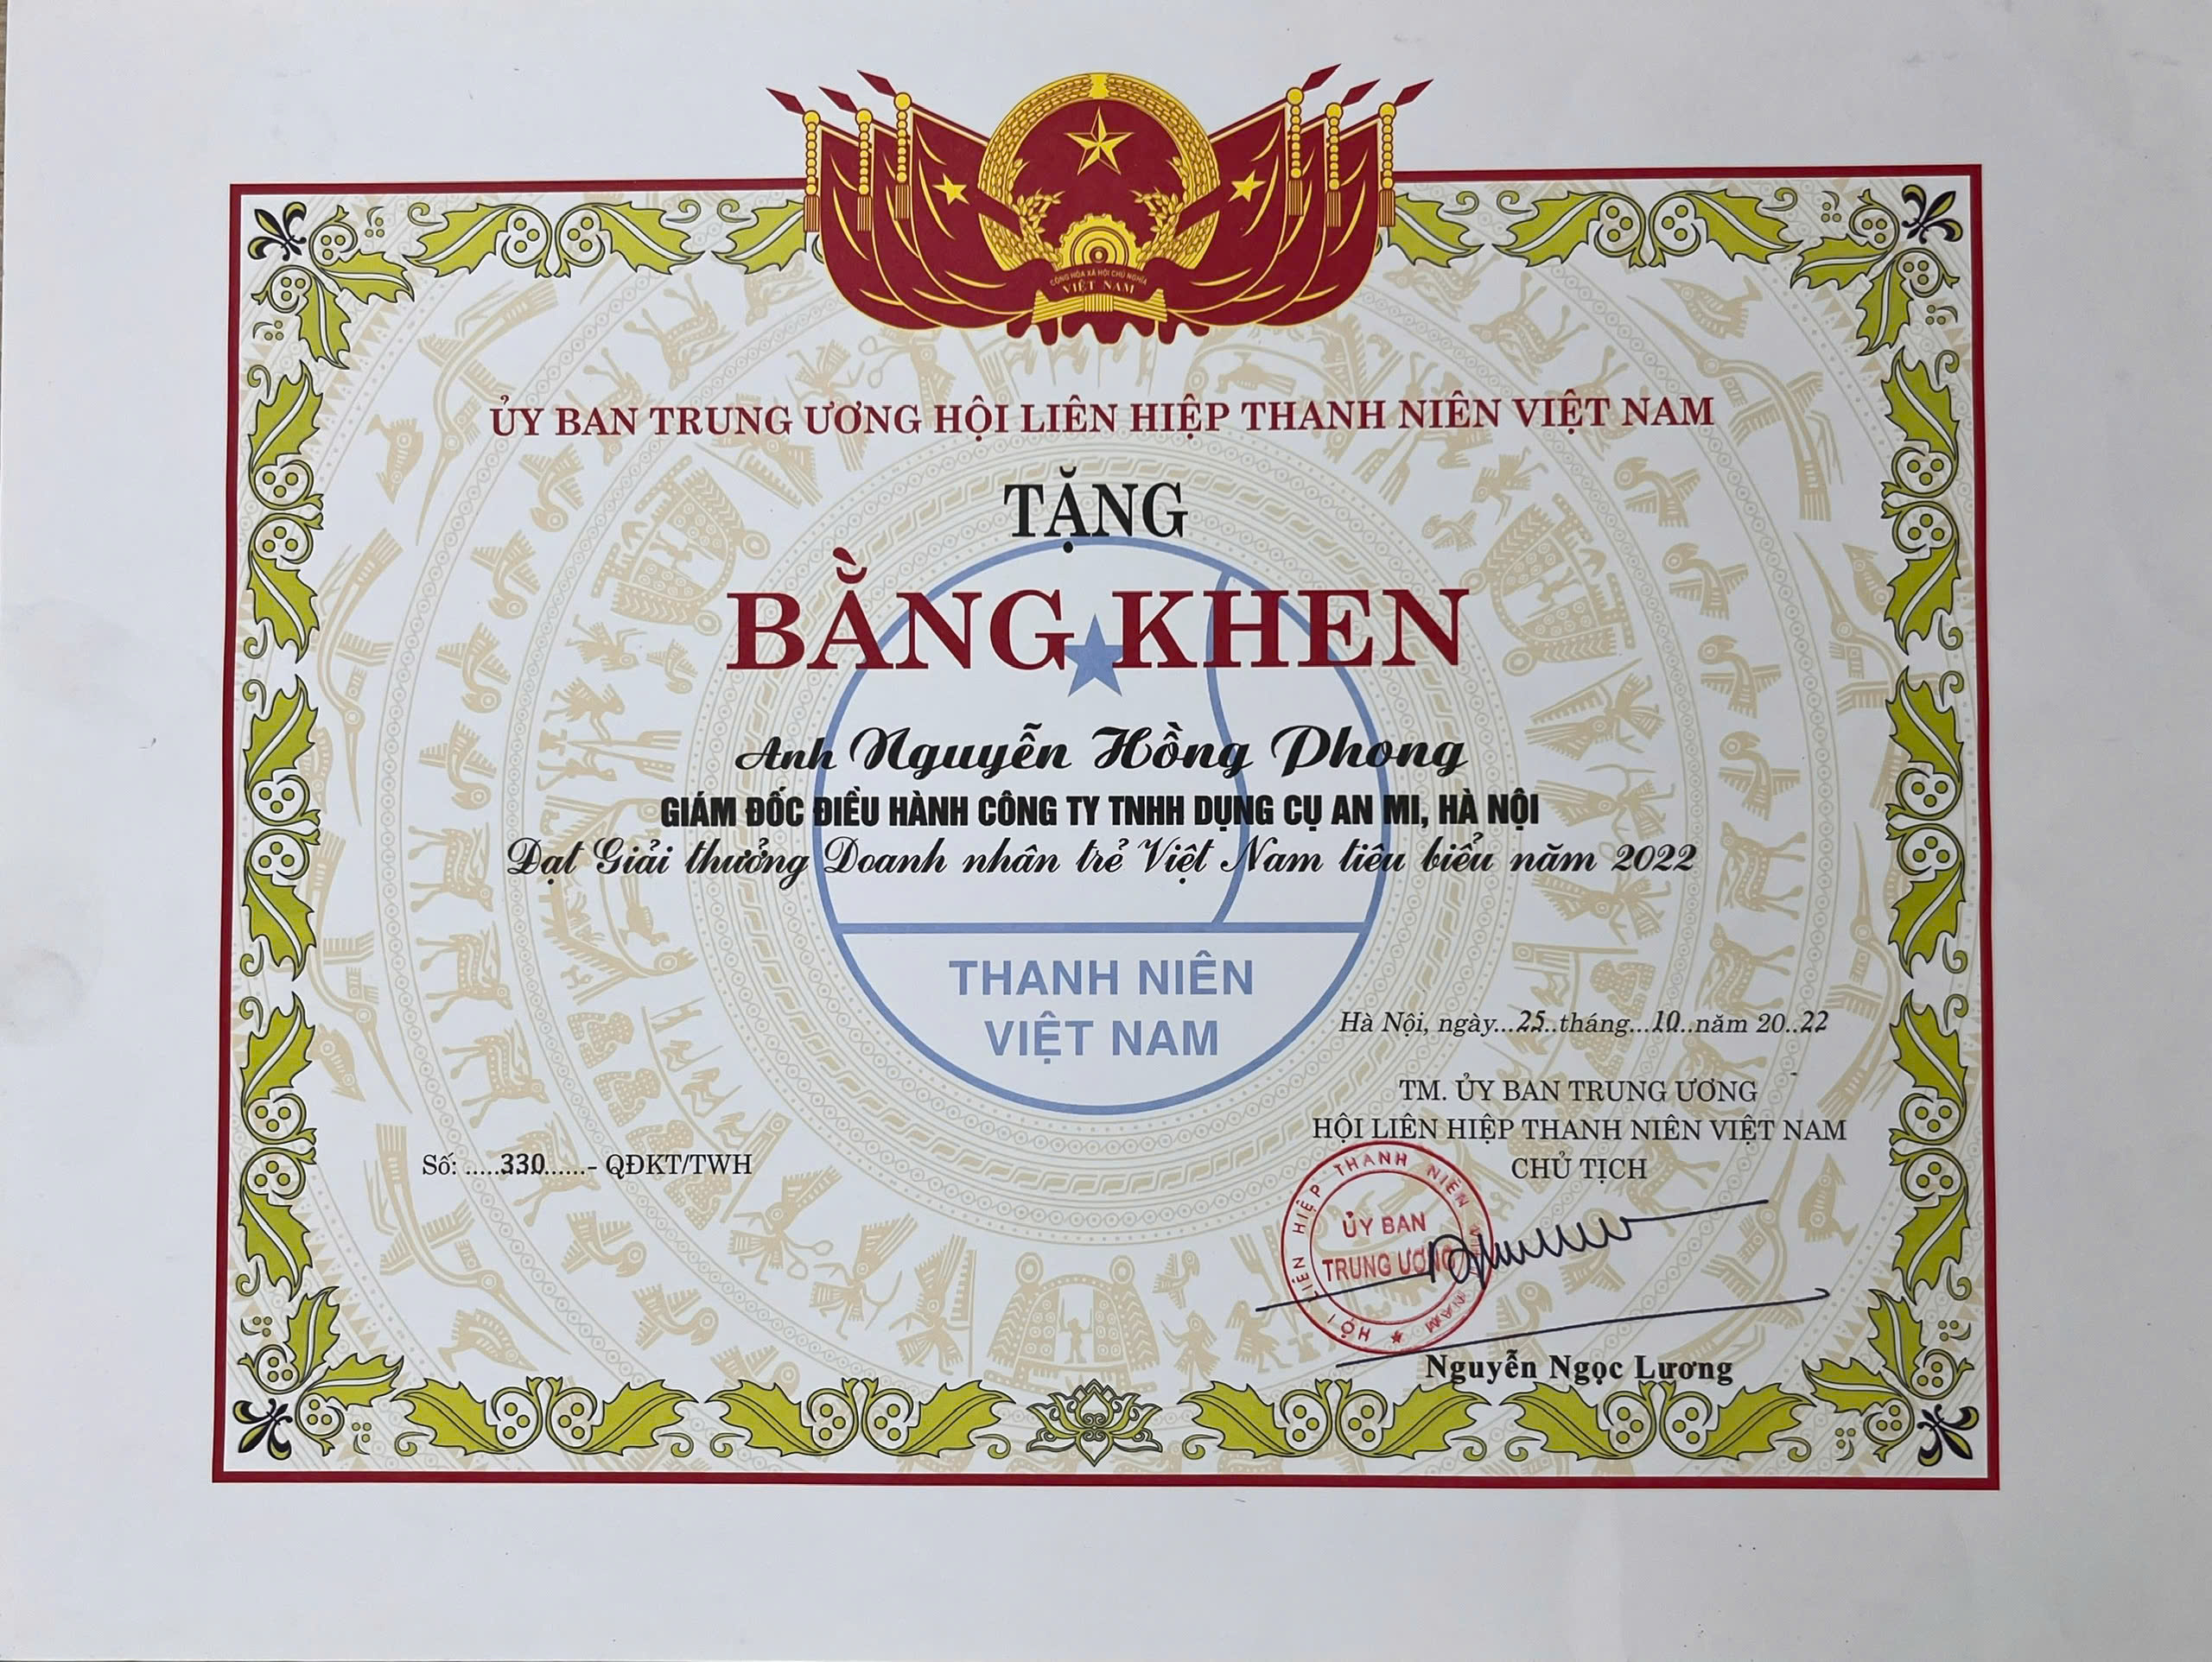 CỘNG HÒA XÃ HỘI CHỦ NGHĨA
VIỆT NAM
ỦY BAN TRUNG ƯƠNG HỘI LIÊN HIỆP THANH NIÊN VIỆT NAM
TẶNG
BẰNG KHEN
Anh Nguyễn Hồng Phong
GIÁM ĐỐC ĐIỀU HÀNH CÔNG TY TNHH DỤNG CỤ AN MI, HÀ NỘI
Đạt Giải thưởng Doanh nhân trẻ Việt Nam tiêu biểu năm 2022
THANH NIÊN
VIỆT NAM
Hà Nội, ngày...25..tháng...10..năm 20..22
TM. ỦY BAN TRUNG ƯƠNG
HỘI LIÊN HIỆP THANH NIÊN VIỆT NAM
CHỦ TỊCH
Số: .....330......- QĐKT/TWH
HỘI LIÊN HIỆP THANH NIÊN VIỆT NAM
ỦY BAN
TRUNG ƯƠNG
Nguyễn Ngọc Lương